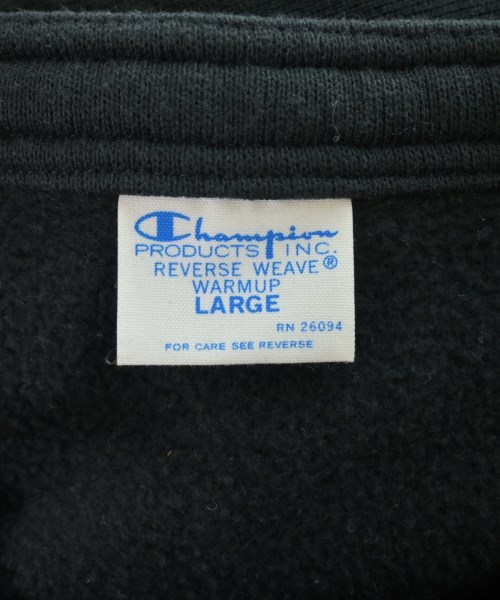 Champion
PRODUCTS INC.
REVERSE WEAVE®
WARMUP
LARGE
RN 26094
FOR CARE SEE REVERSE